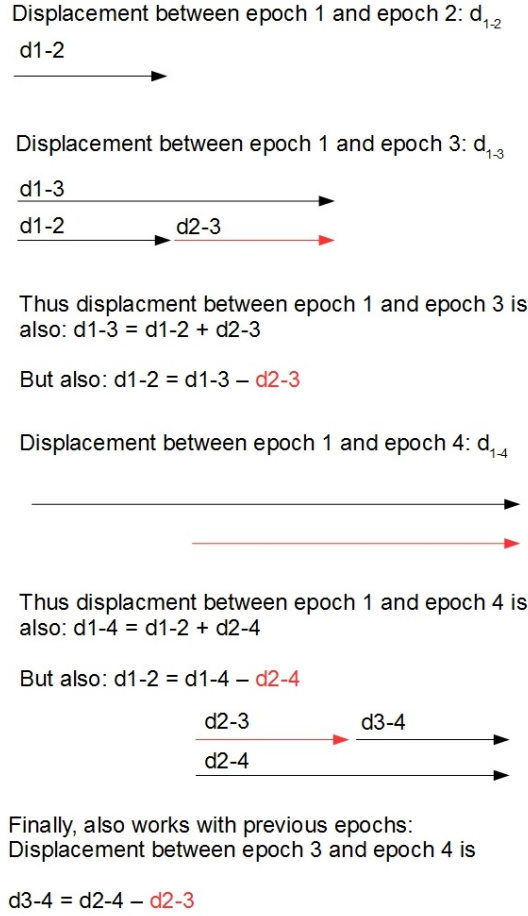 Displacement between epoch 1 and epoch 2: d1-2
d1-2
Displacement between epoch 1 and epoch 3: d1-3
d1-3
d1-2 d2-3
Thus displacment between epoch 1 and epoch 3 is
also: d1-3 = d1-2 + d2-3
But also: d1-2 = d1-3 – d2-3
Displacement between epoch 1 and epoch 4: d1-4
Thus displacment between epoch 1 and epoch 4 is
also: d1-4 = d1-2 + d2-4
But also: d1-2 = d1-4 – d2-4
d2-3 d3-4
d2-4
Finally, also works with previous epochs:
Displacement between epoch 3 and epoch 4 is
d3-4 = d2-4 – d2-3